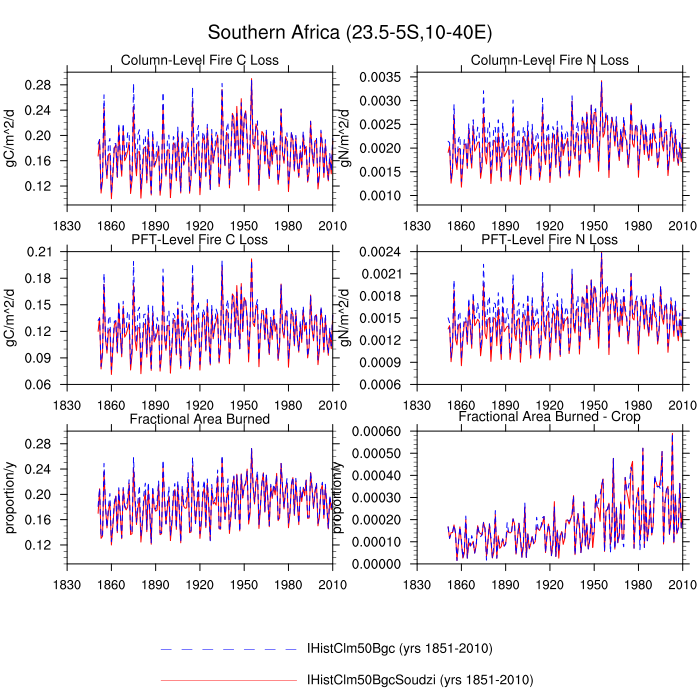 Southern Africa (23.5-5S,10-40E)
Column-Level Fire C Loss
gC/m^2/d
0.28
0.24
0.20
0.16
0.12
1830 1860 1890 1920 1950 1980 2010
Column-Level Fire N Loss
gN/m^2/d
0.0035
0.0030
0.0025
0.0020
0.0015
0.0010
1830 1860 1890 1920 1950 1980 2010
PFT-Level Fire C Loss
gC/m^2/d
0.21
0.18
0.15
0.12
0.09
0.06
1830 1860 1890 1920 1950 1980 2010
PFT-Level Fire N Loss
gN/m^2/d
0.0024
0.0021
0.0018
0.0015
0.0012
0.0009
0.0006
1830 1860 1890 1920 1950 1980 2010
Fractional Area Burned
proportion/y
0.28
0.24
0.20
0.16
0.12
1830 1860 1890 1920 1950 1980 2010
Fractional Area Burned - Crop
proportion/y
0.00060
0.00050
0.00040
0.00030
0.00020
0.00010
0.00000
1830 1860 1890 1920 1950 1980 2010
IHistClm50Bgc (yrs 1851-2010)
IHistClm50BgcSoudzi (yrs 1851-2010)